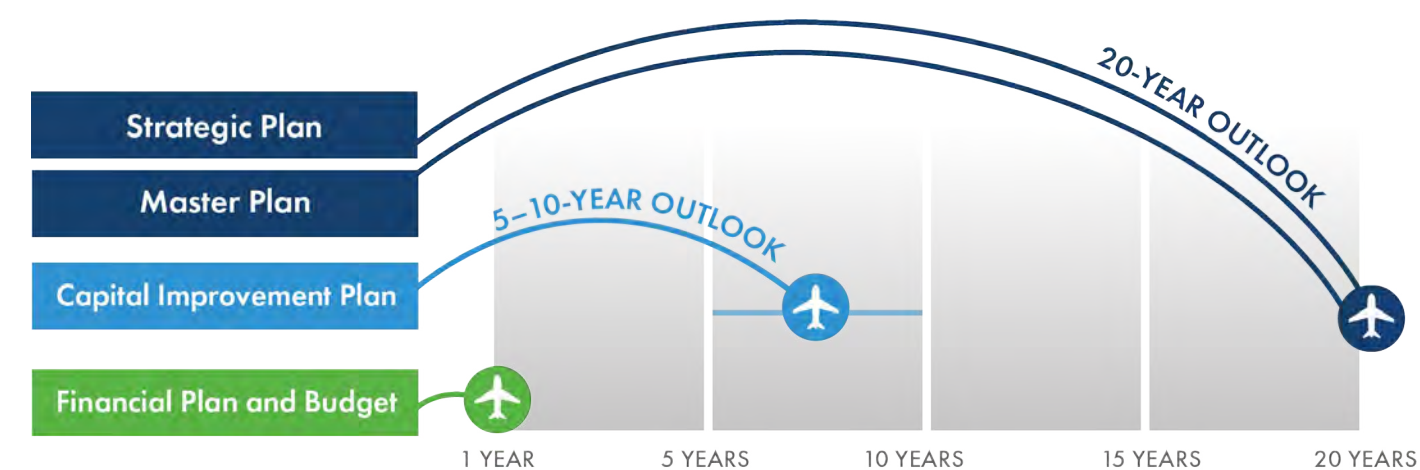 Strategic Plan
Master Plan
Capital Improvement Plan
Financial Plan and Budget
20-YEAR OUTLOOK
5–10-YEAR OUTLOOK
1 YEAR
5 YEARS
10 YEARS
15 YEARS
20 YEARS